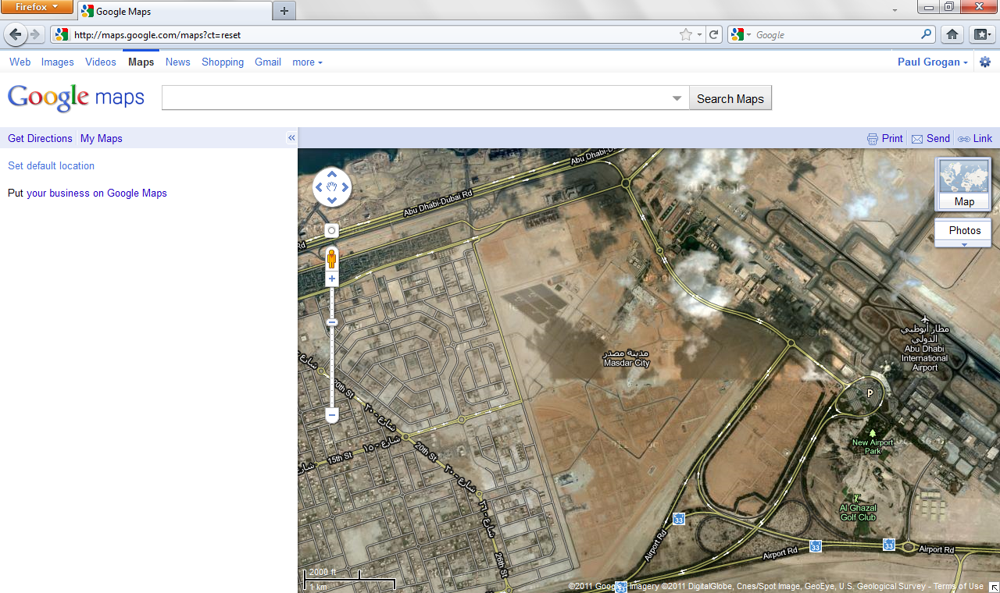 Firefox
Google Maps
http://maps.google.com/maps?ct=reset
Google
Web Images Videos Maps News Shopping Gmail more
Paul Grogan
Google maps
Search Maps
Get Directions My Maps
Print Send Link
Set default location
Put your business on Google Maps
Abu Dhabi-D
Abu Dhabi-Dubai Rd
Rd
Map
Photos
مطار أبوظبي
الدولي
Abu Dhabi
International
Airport
مدينة مصدر
Masdar City
شارع
20th St
شارع - ٢٠
P
New Airport
Park
15th St
شارع - ١٥
20th St
شارع - ٢٠
شارع
شارع - ٢٦
26th St
Al Ghazal
Golf Club
33
33
33
33
Airport Rd
Airport Rd
Airport Rd
2000 ft
1 km
©2011 Google Imagery ©2011 DigitalGlobe, Cnes/Spot Image, GeoEye, U.S. Geological Survey - Terms of Use